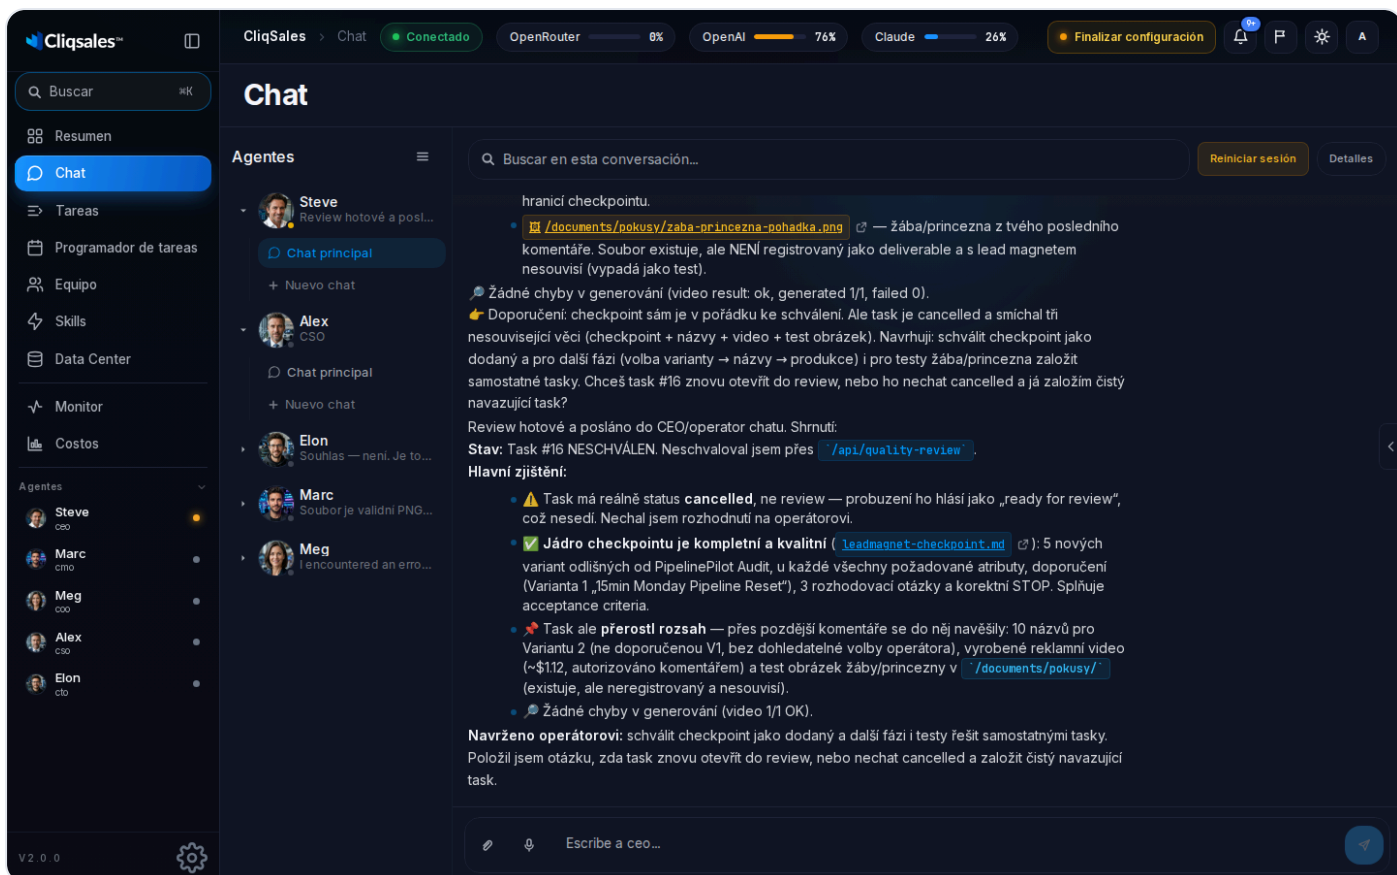 Cliqsales™
Buscar ⌘K
Resumen
Chat
Tareas
Programador de tareas
Equipo
Skills
Data Center
Monitor
Costos
Agentes
Steve
ceo
Marc
cmo
Meg
coo
Alex
cso
Elon
cto
V2.0.0
CliqSales › Chat
Conectado
OpenRouter 0%
OpenAI 76%
Claude 26%
Finalizar configuración
9+
A
Chat
Agentes
Steve
Review hotové a posl...
Chat principal
+ Nuevo chat
Alex
CSO
Chat principal
+ Nuevo chat
Elon
Souhlas — není. Je to...
Marc
Soubor je validní PNG...
Meg
I encountered an erro...
Buscar en esta conversación...
Reiniciar sesión
Detalles
hranicí checkpointu.
🖼 /documents/pokusy/zaba-princezna-pohadka.png — žába/princezna z tvého posledního
komentáře. Soubor existuje, ale NENÍ registrovaný jako deliverable a s lead magnetem
nesouvisí (vypadá jako test).
🔎 Žádné chyby v generování (video result: ok, generated 1/1, failed 0).
👉 Doporučení: checkpoint sám je v pořádku ke schválení. Ale task je cancelled a smíchal tři
nesouvisející věci (checkpoint + názvy + video + test obrázek). Navrhuji: schválit checkpoint jako
dodaný a pro další fázi (volba varianty → názvy → produkce) i pro testy žába/princezna založit
samostatné tasky. Chceš task #16 znovu otevřít do review, nebo ho nechat cancelled a já založím čistý
navazující task?
Review hotové a posláno do CEO/operator chatu. Shrnutí:
Stav: Task #16 NESCHVÁLEN. Neschvaloval jsem přes `/api/quality-review`.
Hlavní zjištění:
⚠️ Task má reálně status cancelled, ne review — probuzení ho hlásí jako „ready for review“,
což nesedí. Nechal jsem rozhodnutí na operátorovi.
✅ Jádro checkpointu je kompletní a kvalitní (leadmagnet-checkpoint.md): 5 nových
variant odlišných od PipelinePilot Audit, u každé všechny požadované atributy, doporučení
(Varianta 1 „15min Monday Pipeline Reset“), 3 rozhodovací otázky a korektní STOP. Splňuje
acceptance criteria.
📌 Task ale přerostl rozsah — přes pozdější komentáře se do něj navěšily: 10 názvů pro
Variantu 2 (ne doporučenou V1, bez dohledatelné volby operátora), vyrobené reklamní video
(~$1.12, autorizováno komentářem) a test obrázek žáby/princezny v `/documents/pokusy/`
(existuje, ale neregistrovaný a nesouvisí).
🔎 Žádné chyby v generování (video 1/1 OK).
Navrženo operátorovi: schválit checkpoint jako dodaný a další fázi i testy řešit samostatnými tasky.
Položil jsem otázku, zda task znovu otevřít do review, nebo nechat cancelled a založit čistý navazující
task.
Escribe a ceo...